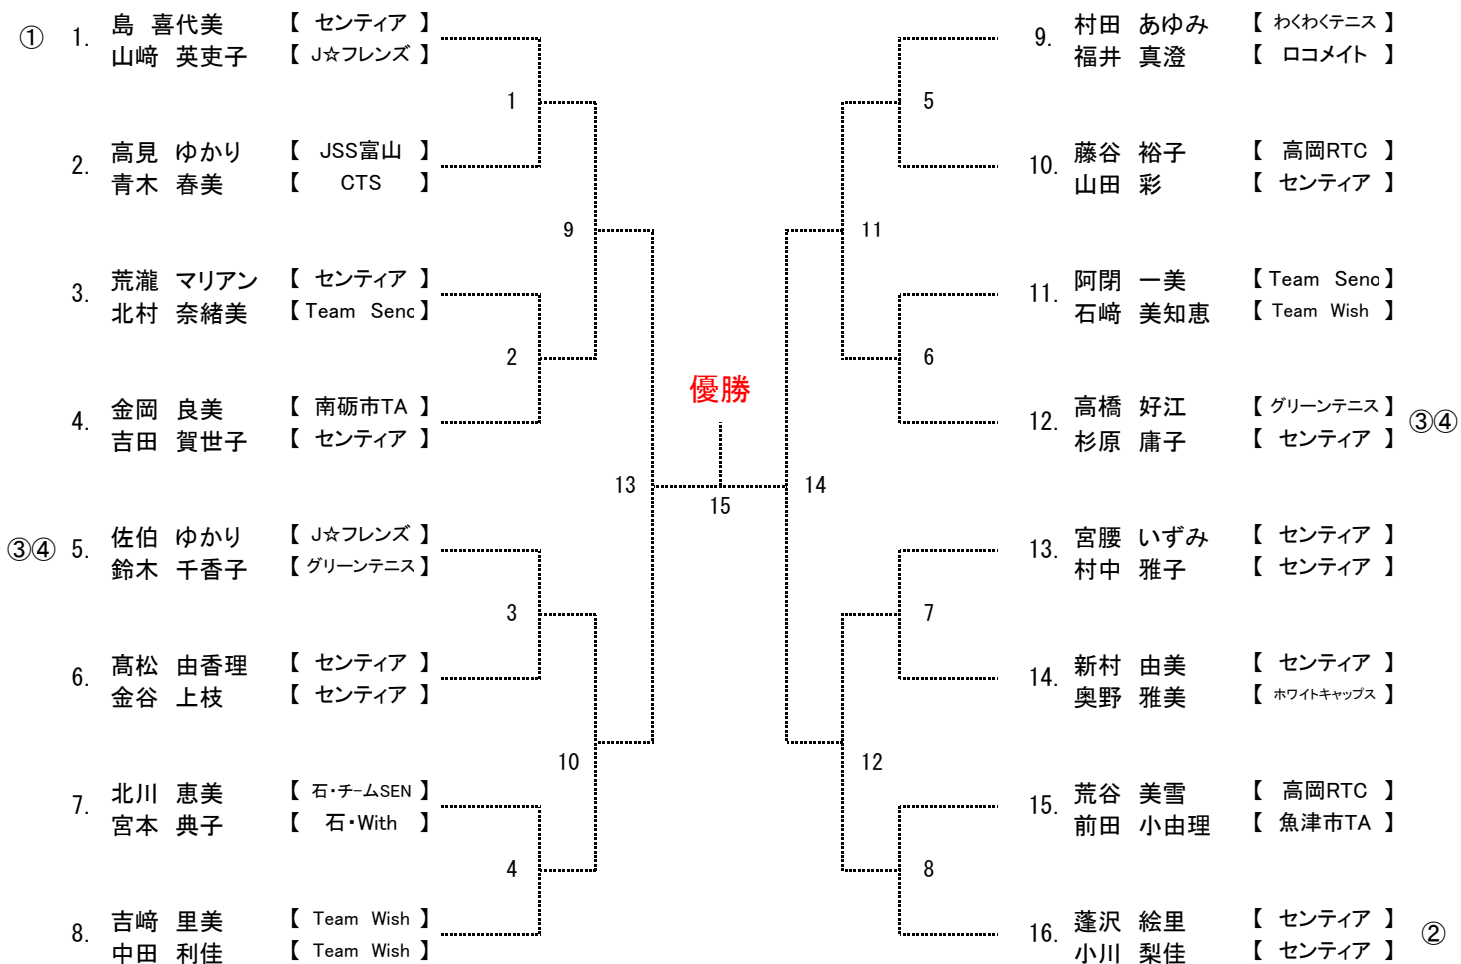 ① 1. 島 喜代美 【 センティア 】
山﨑 英吏子 【 J☆フレンズ 】
1
2. 高見 ゆかり 【 JSS富山 】
青木 春美 【 CTS 】
9
3. 荒瀧 マリアン 【 センティア 】
北村 奈緒美 【 Team Senc 】
2
4. 金岡 良美 【 南砺市TA 】
吉田 賀世子 【 センティア 】
13
③④ 5. 佐伯 ゆかり 【 J☆フレンズ 】
鈴木 千香子 【 グリーンテニス 】
3
6. 髙松 由香理 【 センティア 】
金谷 上枝 【 センティア 】
10
7. 北川 恵美 【 石・チームSEN 】
宮本 典子 【 石・With 】
4
8. 吉﨑 里美 【 Team Wish 】
中田 利佳 【 Team Wish 】
優勝
15
9. 村田 あゆみ 【 わくわくテニス 】
福井 真澄 【 ロコメイト 】
5
10. 藤谷 裕子 【 高岡RTC 】
山田 彩 【 センティア 】
11
11. 阿閉 一美 【 Team Senc 】
石﨑 美知恵 【 Team Wish 】
6
12. 高橋 好江 【 グリーンテニス 】 ③④
杉原 庸子 【 センティア 】
14
13. 宮腰 いずみ 【 センティア 】
村中 雅子 【 センティア 】
7
14. 新村 由美 【 センティア 】
奥野 雅美 【 ホワイトキャップス 】
12
15. 荒谷 美雪 【 高岡RTC 】
前田 小由理 【 魚津市TA 】
8
16. 蓬沢 絵里 【 センティア 】 ②
小川 梨佳 【 センティア 】